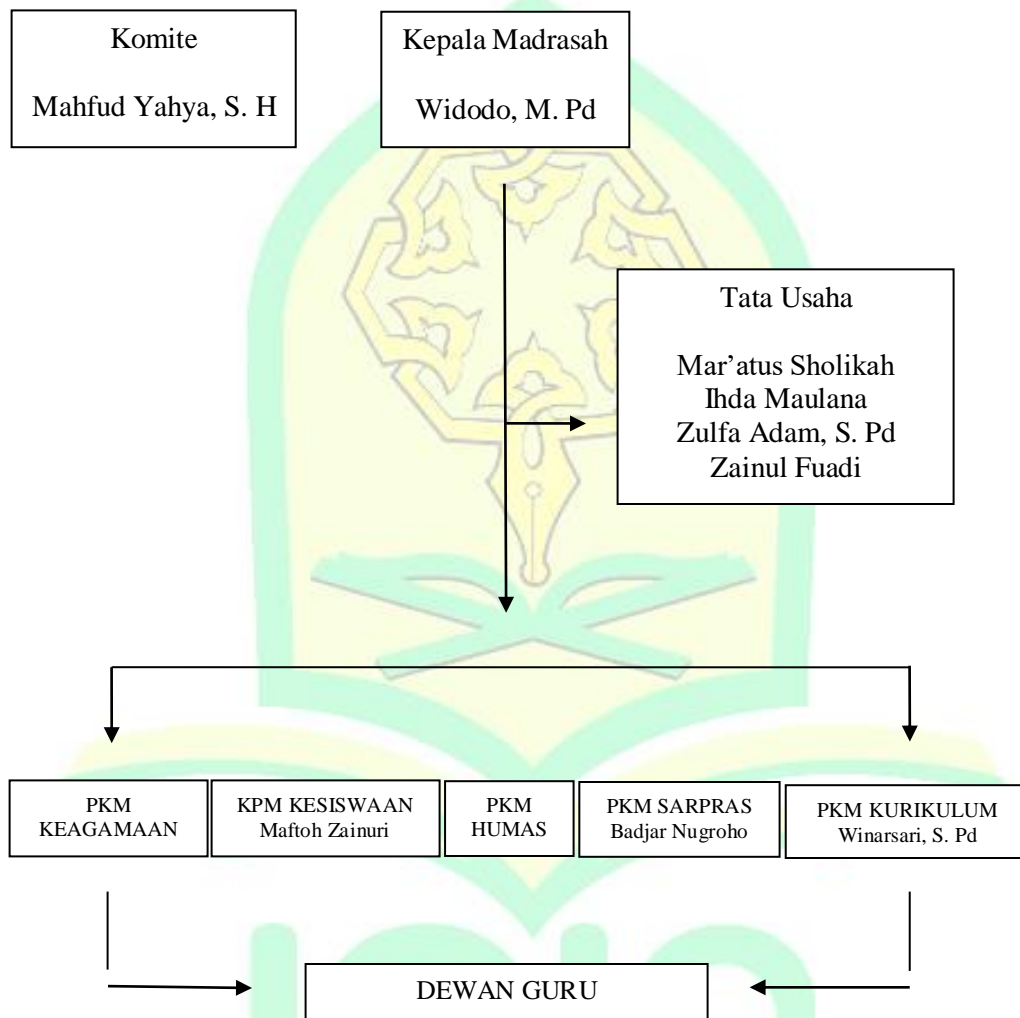 Komite
Mahfud Yahya, S. H
Kepala Madrasah
Widodo, M. Pd
Tata Usaha
Mar’atus Sholikah
Ihda Maulana
Zulfa Adam, S. Pd
Zainul Fuadi
PKM
KEAGAMAAN
KPM KESISWAAN
Maftoh Zainuri
PKM
HUMAS
PKM SARPRAS
Badjar Nugroho
PKM KURIKULUM
Winarsari, S. Pd
DEWAN GURU